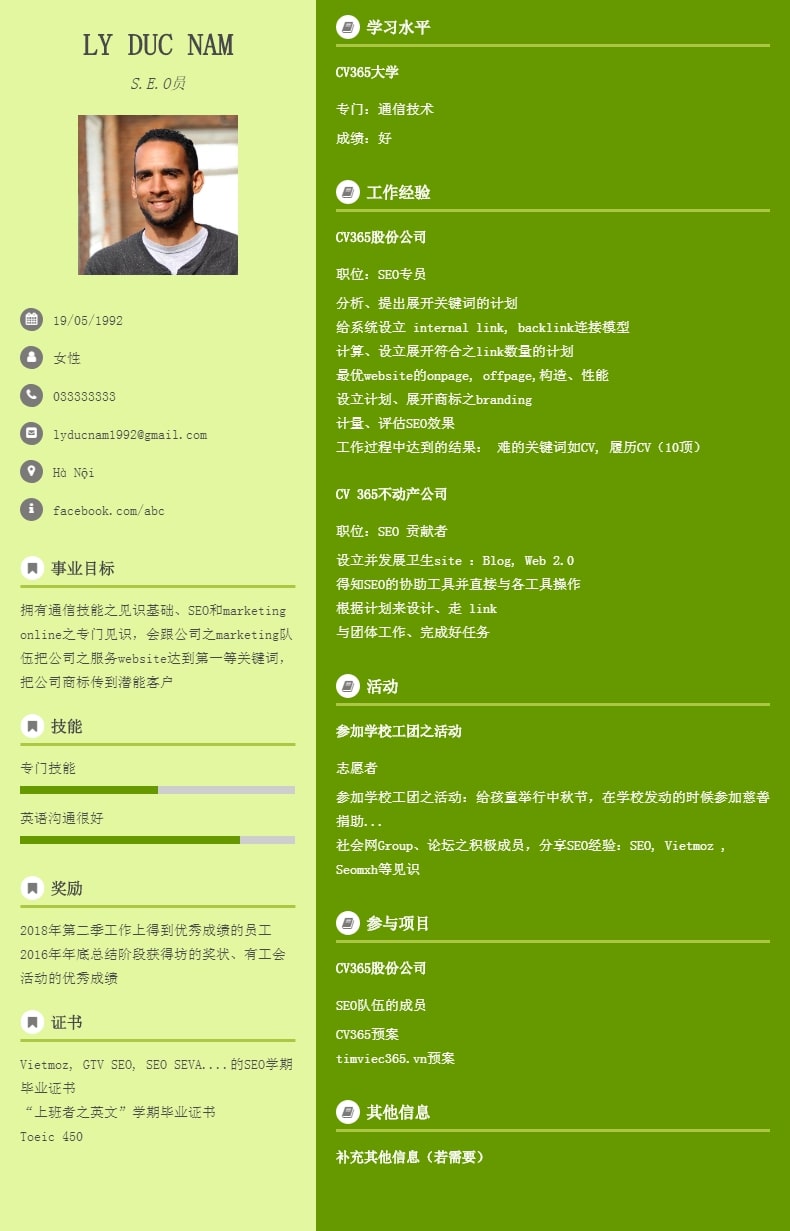 LY DUC NAM
S.E.O员
19/05/1992
女性
033333333
lyducnam1992@gmail.com
Hà Nội
facebook.com/abc
事业目标
拥有通信技能之见识基础、SEO和marketing
online之专门见识, 会跟公司之marketing队
伍把公司之服务website达到第一等关键词,
把公司商标传到潜能客户
技能
专门技能
英语沟通很好
奖励
2018年第二季工作上得到优秀成绩的员工
2016年年底总结阶段获得坊的奖状、有工会
活动的优秀成绩
证书
Vietmoz, GTV SEO, SEO SEVA....的SEO学期
毕业证书
“上班者之英文”学期毕业证书
Toeic 450
学习水平
CV365大学
专门: 通信技术
成绩: 好
工作经验
CV365股份公司
职位: SEO专员
分析、提出展开关键词的计划
给系统设立 internal link, backlink连接模型
计算、设立展开符合之link数量的计划
最优website的onpage, offpage,构造、性能
设立计划、展开商标之branding
计量、评估SEO效果
工作过程中达到的结果： 难的关键词如CV, 履历CV（10顶）
CV 365不动产公司
职位: SEO 贡献者
设立并发展卫生site : Blog, Web 2.0
得知SEO的协助工具并直接与各工具操作
根据计划来设计、走 link
与团体工作、完成好任务
活动
参加学校工团之活动
志愿者
参加学校工团之活动: 给孩童举行中秋节, 在学校发动的时候参加慈善
捐助...
社会网Group、论坛之积极成员, 分享SEO经验: SEO, Vietmoz ,
Seomxh等见识
参与项目
CV365股份公司
SEO队伍的成员
CV365预案
timviec365.vn预案
其他信息
补充其他信息（若需要）